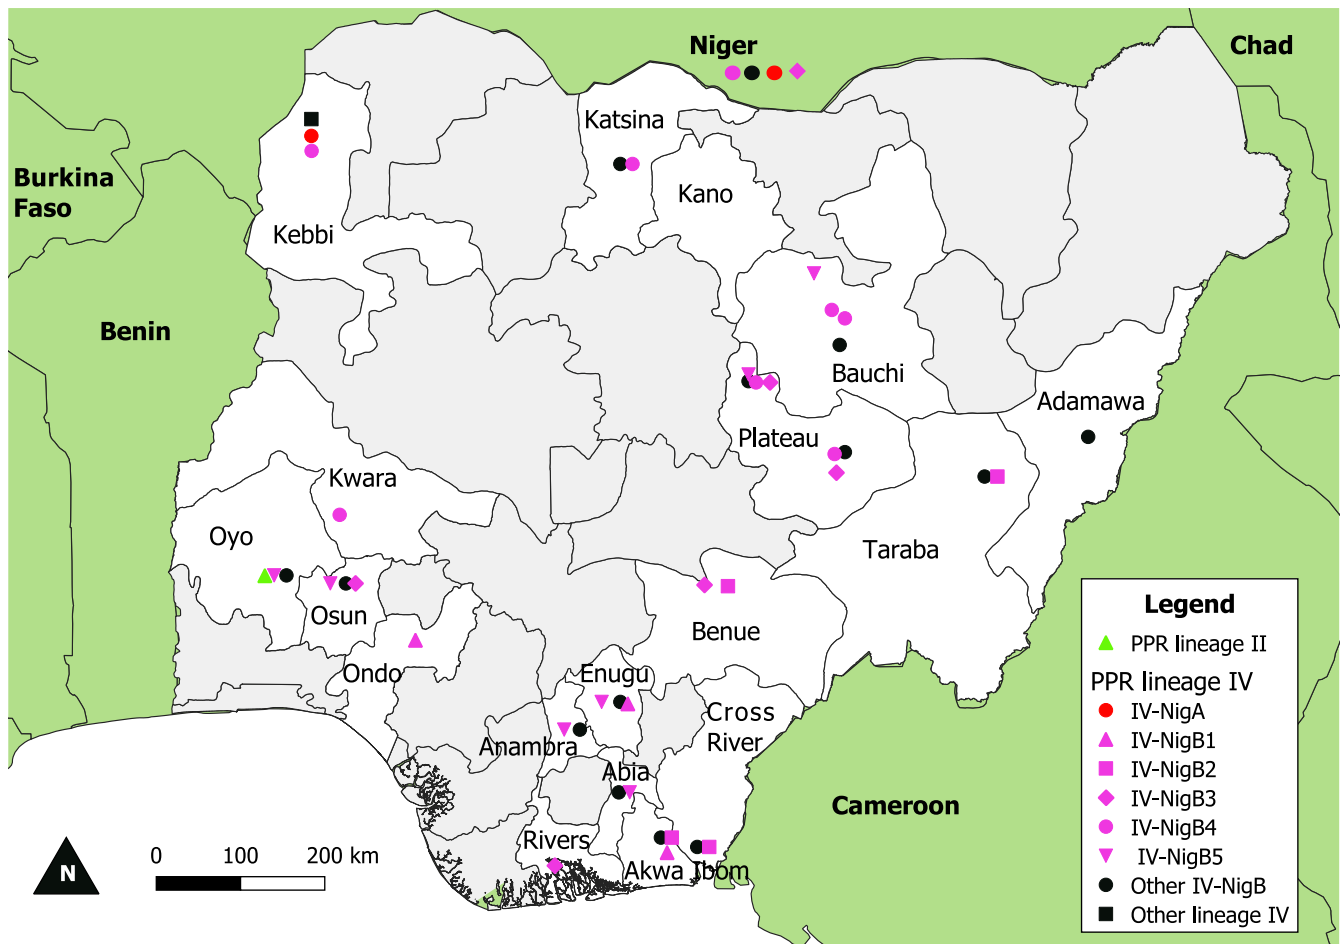 Niger
Chad
Katsina
Burkina
Faso
Kano
Kebbi
Benin
Bauchi
Adamawa
Plateau
Kwara
Oyo
Taraba
Osun
Benue
Ondo
Enugu
Cross
River
Anambra
Abia
Cameroon
Rivers
Akwa Ibom
N
0 100 200 km
Legend
PPR lineage II
PPR lineage IV
IV-NigA
IV-NigB1
IV-NigB2
IV-NigB3
IV-NigB4
IV-NigB5
Other IV-NigB
Other lineage IV